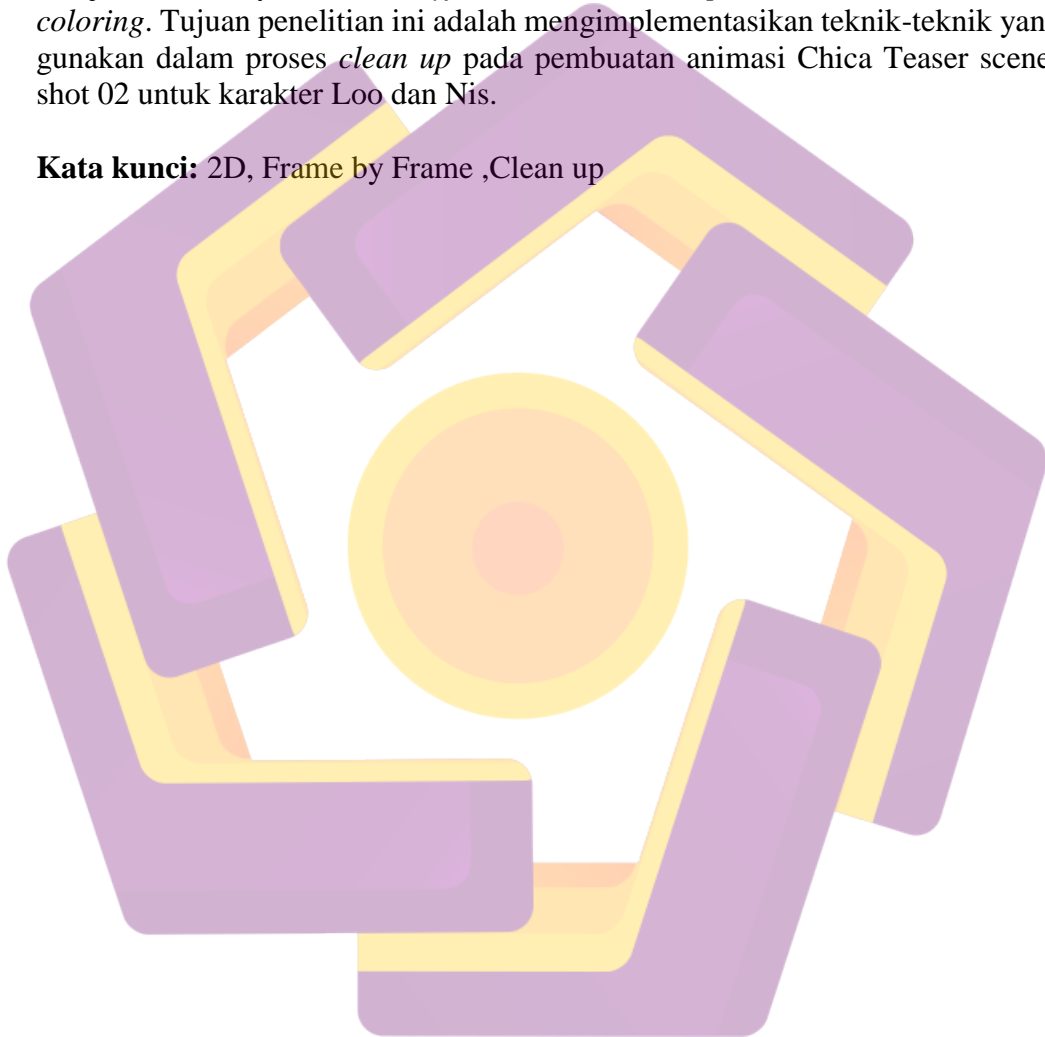 coloring. Tujuan penelitian ini adalah mengimplementasikan teknik-teknik yan
gunakan dalam proses clean up pada pembuatan animasi Chica Teaser scene
shot 02 untuk karakter Loo dan Nis.
Kata kunci: 2D, Frame by Frame ,Clean up